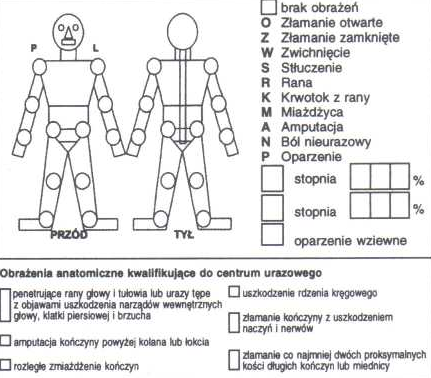 brak obrażeń
O Złamanie otwarte
Z Złamanie zamknięte
W Zwichnięcie
S Stłuczenie
R Rana
K Krwotok z rany
M Miażdżyca
A Amputacja
N Ból nieurazowy
P Oparzenie
stopnia %
stopnia %
oparzenie wziewne
P L
PRZÓD TYŁ
Obrażenia anatomiczne kwalifikujące do centrum urazowego
penetrujące rany głowy i tułowia lub urazy tępe
z objawami uszkodzenia narządów wewnętrznych
głowy, klatki piersiowej i brzucha
amputacja kończyny powyżej kolana lub łokcia
rozległe zmiażdżenie kończyn
uszkodzenie rdzenia kręgowego
złamanie kończyny z uszkodzeniem
naczyń i nerwów
złamanie co najmniej dwóch proksymalnych
kości długich kończyn lub miednicy